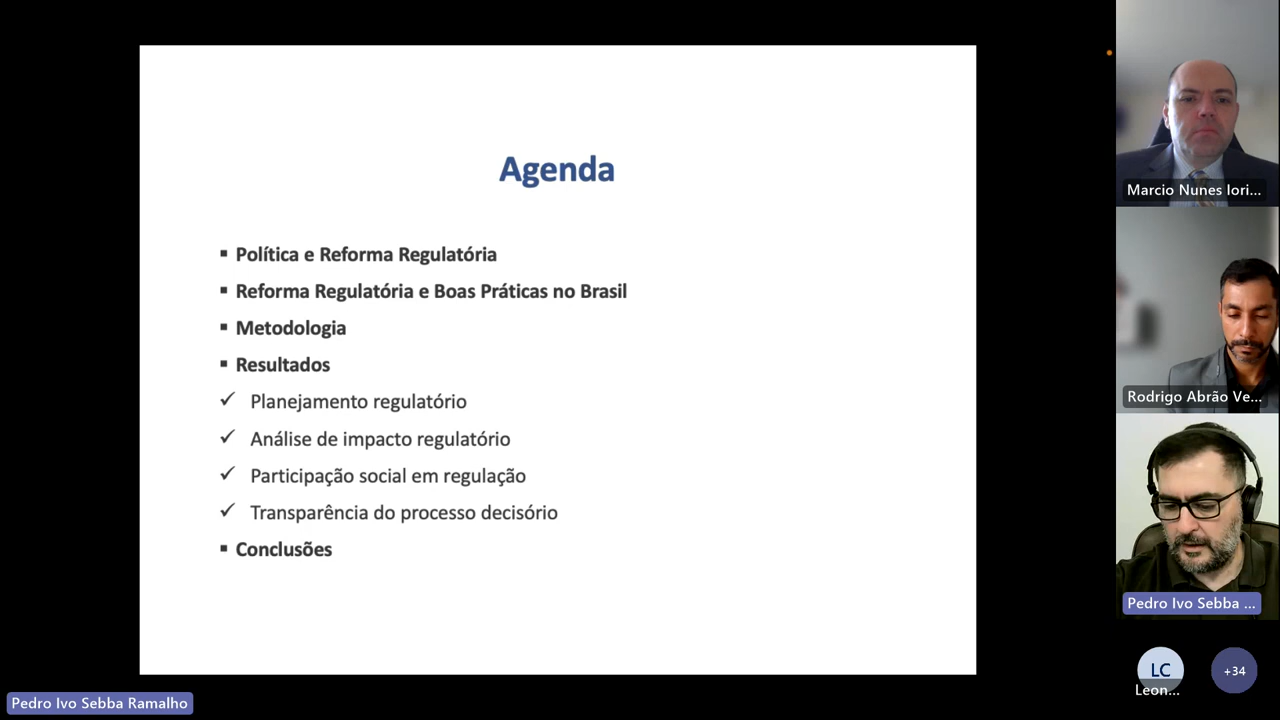 Agenda
▪ Política e Reforma Regulatória
▪ Reforma Regulatória e Boas Práticas no Brasil
▪ Metodologia
▪ Resultados
✓ Planejamento regulatório
✓ Análise de impacto regulatório
✓ Participação social em regulação
✓ Transparência do processo decisório
▪ Conclusões
Marcio Nunes Iori...
Rodrigo Abrão Ve...
Pedro Ivo Sebba ...
LC
Leon...
+34
Pedro Ivo Sebba Ramalho